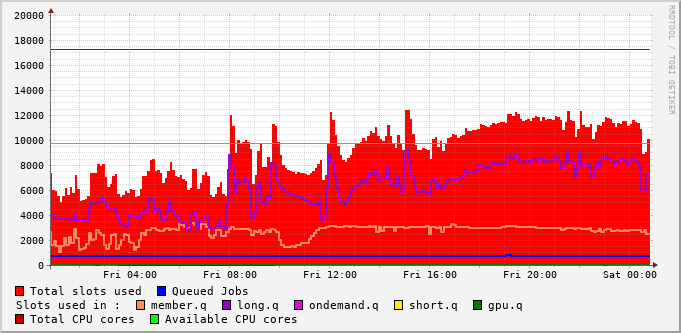 RRDTOOL / TOBI OETIKER
20000
18000
16000
14000
12000
10000
8000
6000
4000
2000
0
Fri 04:00 Fri 08:00 Fri 12:00 Fri 16:00 Fri 20:00 Sat 00:00
Total slots used Queued Jobs
Slots used in : member.q long.q ondemand.q short.q gpu.q
Total CPU cores Available CPU cores